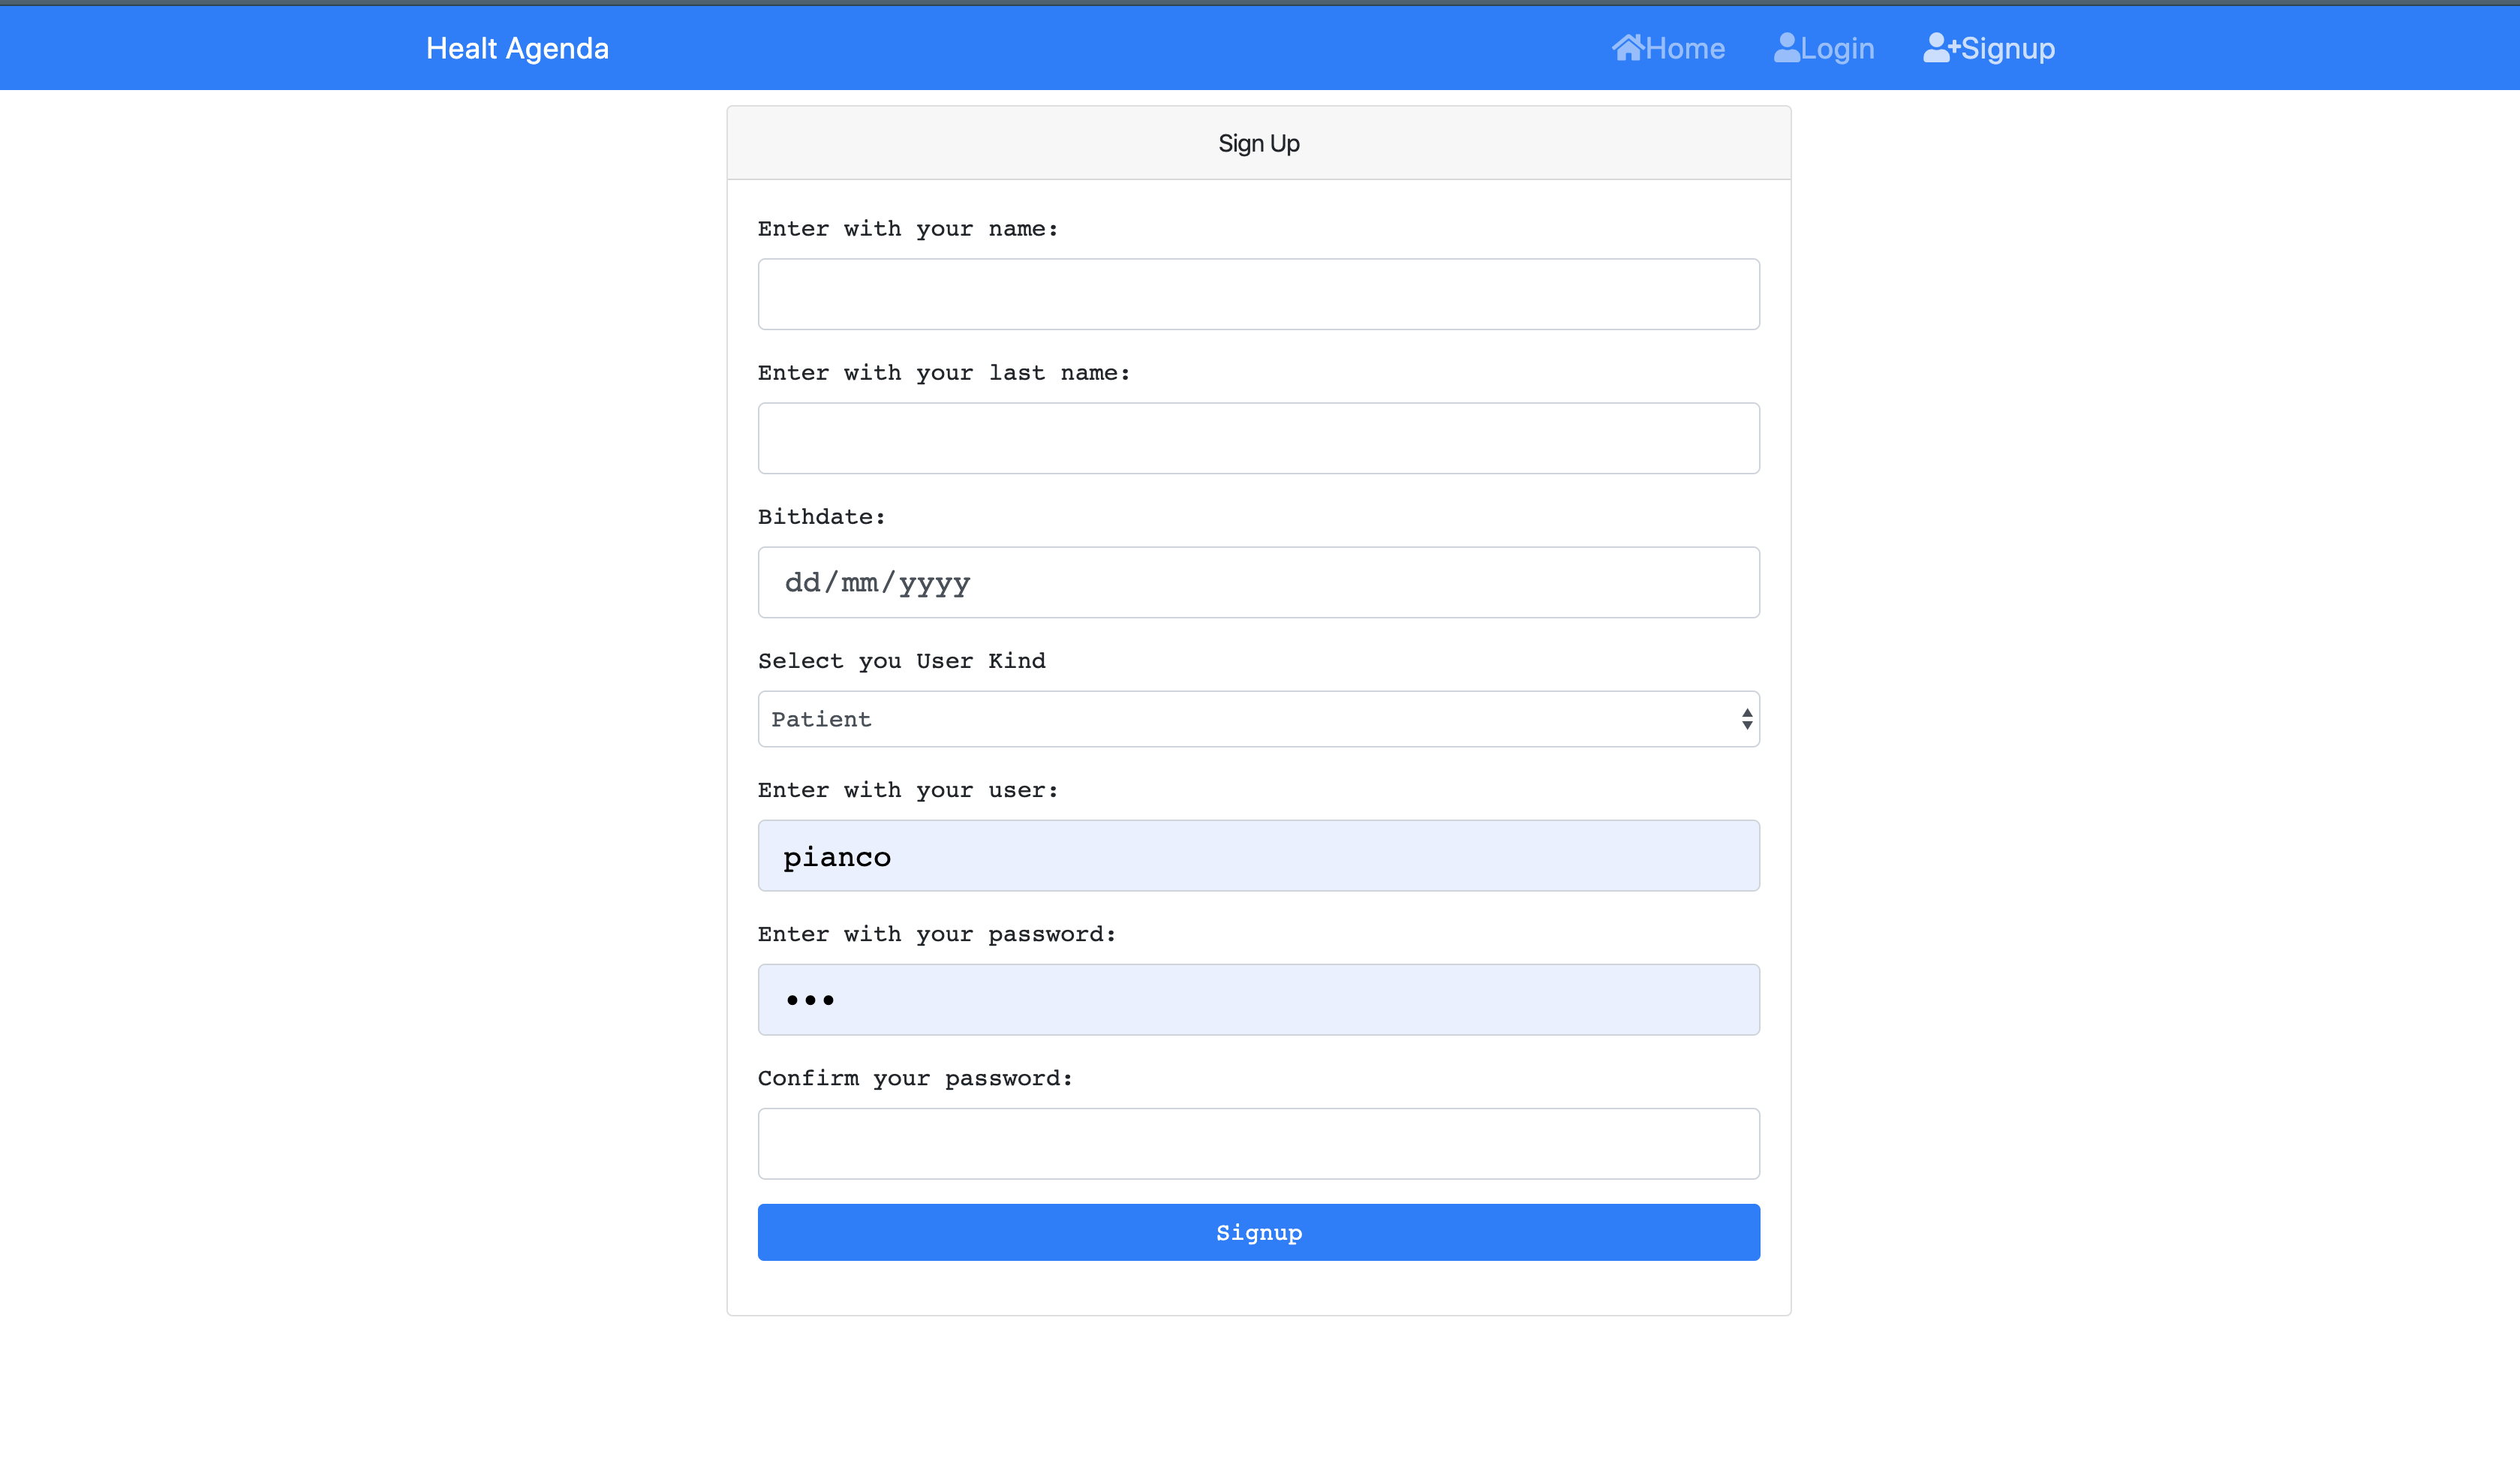 Healt Agenda
Home
Login
Signup
Sign Up
Enter with your name:
Enter with your last name:
Bithdate:
dd/mm/yyyy
Select you User Kind
Patient
Enter with your user:
pianco
Enter with your password:
•••
Confirm your password:
Signup